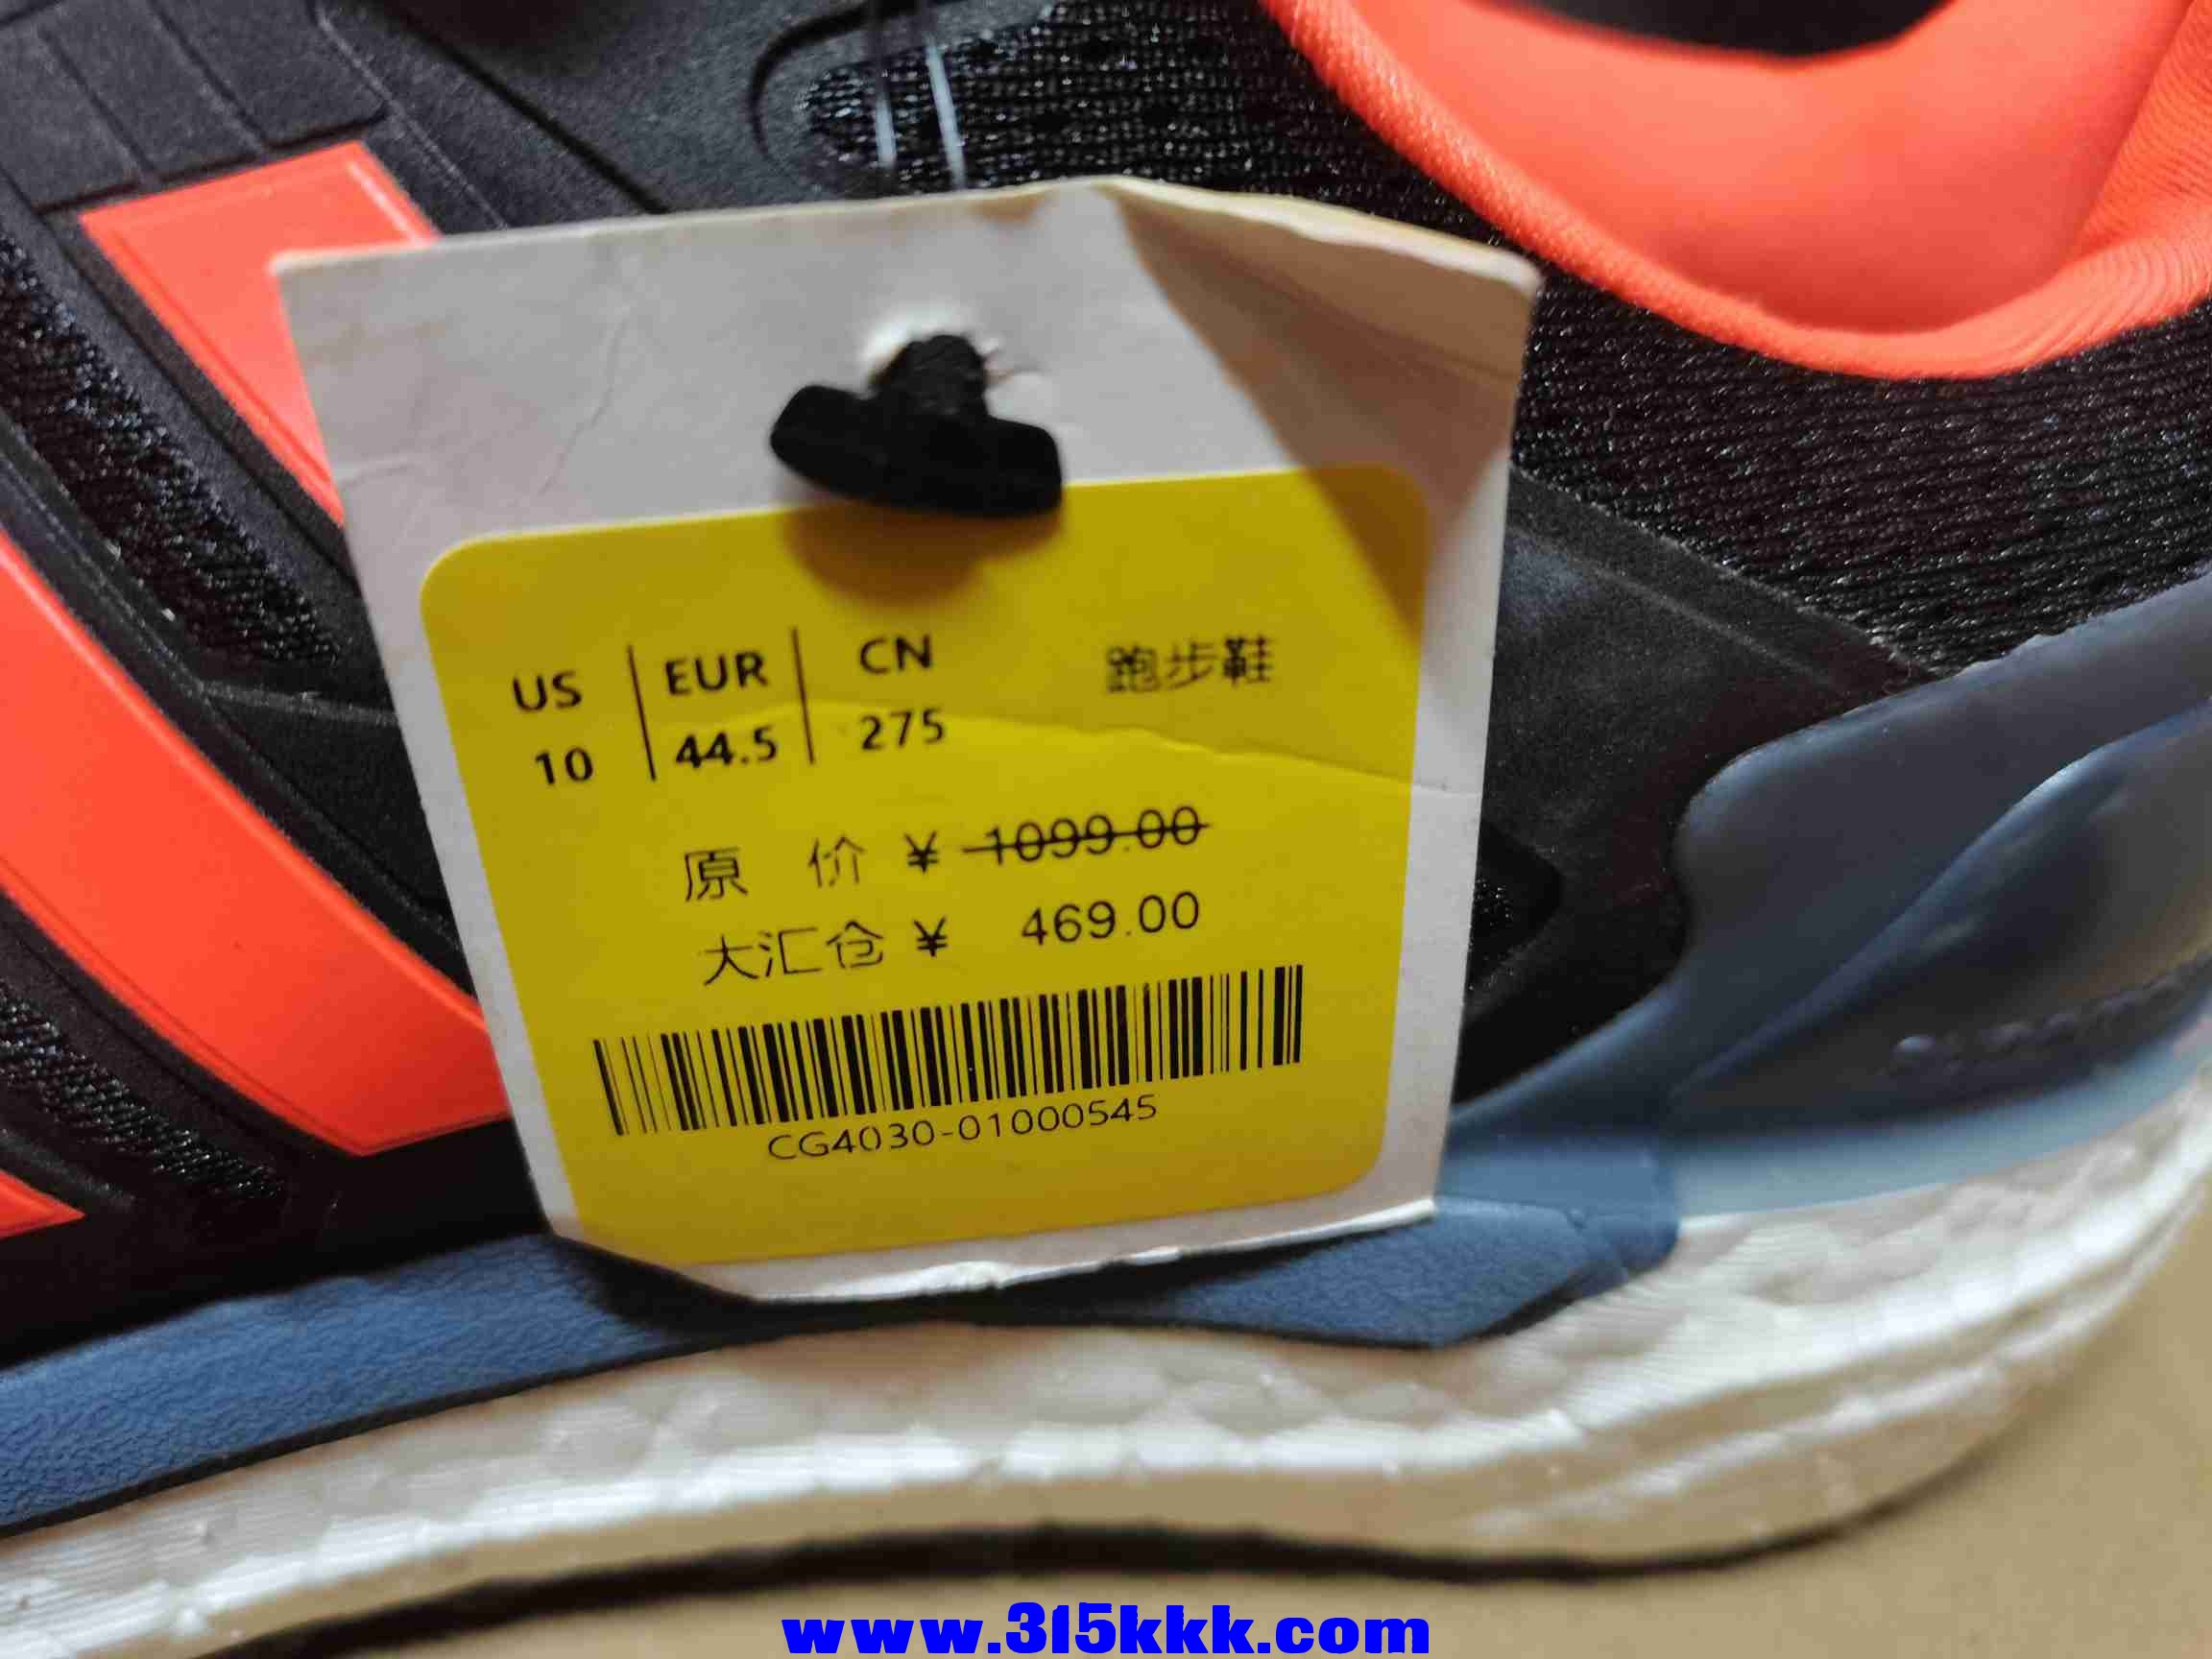 US | EUR | CN 跑步鞋
10 | 44.5 | 275
原 价 ¥ 1099.00
大汇仓 ¥ 469.00
CG4030-01000545
www.315kkk.com